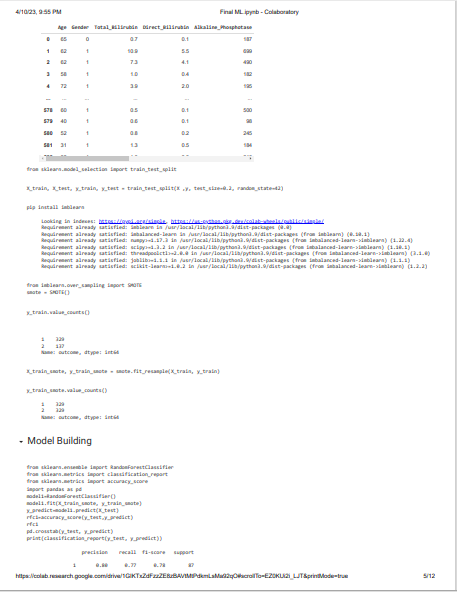 4/10/23, 9:55 PM Final ML.ipynb - Colaboratory
Age Gender Total_Bilirubin Direct_Bilirubin Alkaline_Phosphotase
0 65 0 0.7 0.1 187
1 62 1 10.9 5.5 699
2 62 1 7.3 4.1 490
3 58 1 1.0 0.4 182
4 72 1 3.9 2.0 195
... ... ... ... ... ...
578 60 1 0.5 0.1 500
579 40 1 0.6 0.1 98
580 52 1 0.8 0.2 245
581 31 1 1.3 0.5 184
from sklearn.model_selection import train_test_split
X_train, X_test, y_train, y_test = train_test_split(X ,y, test_size=0.2, random_state=42)
pip install imblearn
Looking in indexes: https://pypi.org/simple, https://us-python.pkg.dev/colab-wheels/public/simple/
Requirement already satisfied: imblearn in /usr/local/lib/python3.9/dist-packages (0.0)
Requirement already satisfied: imbalanced-learn in /usr/local/lib/python3.9/dist-packages (from imblearn) (0.10.1)
Requirement already satisfied: numpy>=1.17.3 in /usr/local/lib/python3.9/dist-packages (from imbalanced-learn->imblearn) (1.22.4)
Requirement already satisfied: scipy>=1.3.2 in /usr/local/lib/python3.9/dist-packages (from imbalanced-learn->imblearn) (1.10.1)
Requirement already satisfied: threadpoolctl>=2.0.0 in /usr/local/lib/python3.9/dist-packages (from imbalanced-learn->imblearn) (3.1.0)
Requirement already satisfied: joblib>=1.1.1 in /usr/local/lib/python3.9/dist-packages (from imbalanced-learn->imblearn) (1.1.1)
Requirement already satisfied: scikit-learn>=1.0.2 in /usr/local/lib/python3.9/dist-packages (from imbalanced-learn->imblearn) (1.2.2)
from imblearn.over_sampling import SMOTE
smote = SMOTE()
y_train.value_counts()
1 329
2 137
Name: outcome, dtype: int64
X_train_smote, y_train_smote = smote.fit_resample(X_train, y_train)
y_train_smote.value_counts()
1 329
2 329
Name: outcome, dtype: int64
Model Building
from sklearn.ensemble import RandomForestClassifier
from sklearn.metrics import classification_report
from sklearn.metrics import accuracy_score
import pandas as pd
model1=RandomForestClassifier()
model1.fit(X_train_smote, y_train_smote)
y_predict=model1.predict(X_test)
rfc1=accuracy_score(y_test,y_predict)
rfc1
pd.crosstab(y_test, y_predict)
print(classification_report(y_test, y_predict))
precision recall f1-score support
1 0.80 0.77 0.78 87
5/12